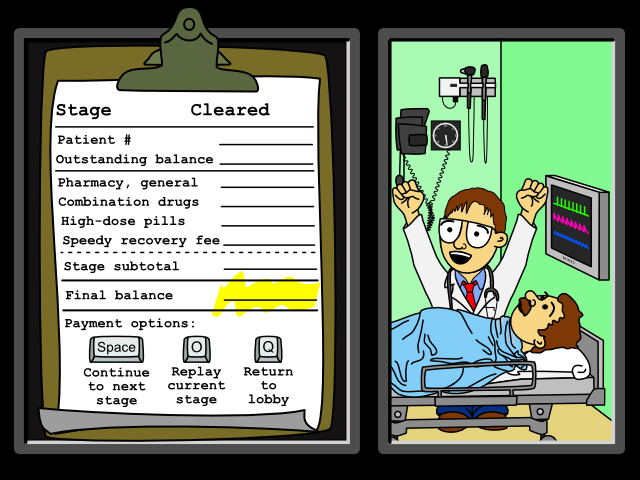 Stage Cleared
Patient #
Outstanding balance
Pharmacy, general
Combination drugs
High-dose pills
Speedy recovery fee
Stage subtotal
Final balance
Payment options:
Space O Q
Continue Replay Return
to next current to
stage stage lobby